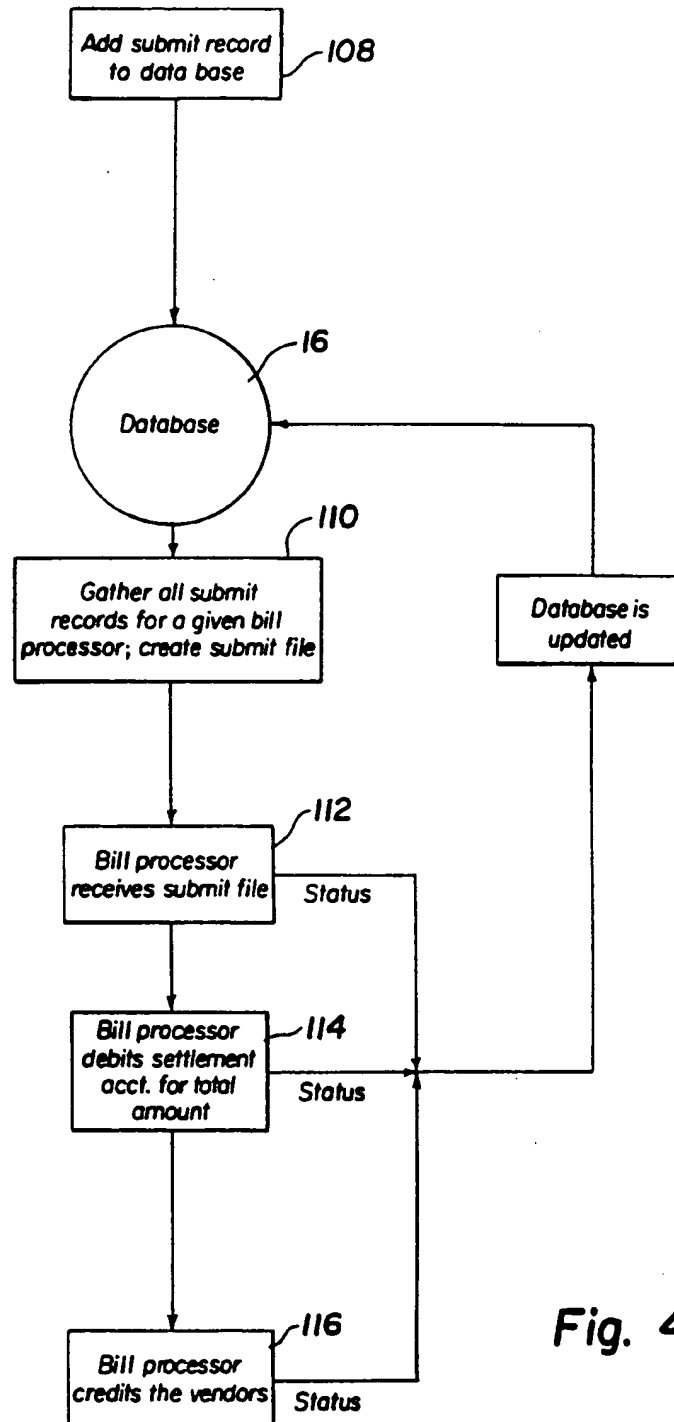 Add submit record
to data base
108
16
Database
110
Gather all submit
records for a given bill
processor; create submit file
Database is
updated
112
Bill processor
receives submit file
Status
Bill processor
debits settlement
acct. for total
amount
114
Status
116
Bill processor
credits the vendors
Status
Fig. 4